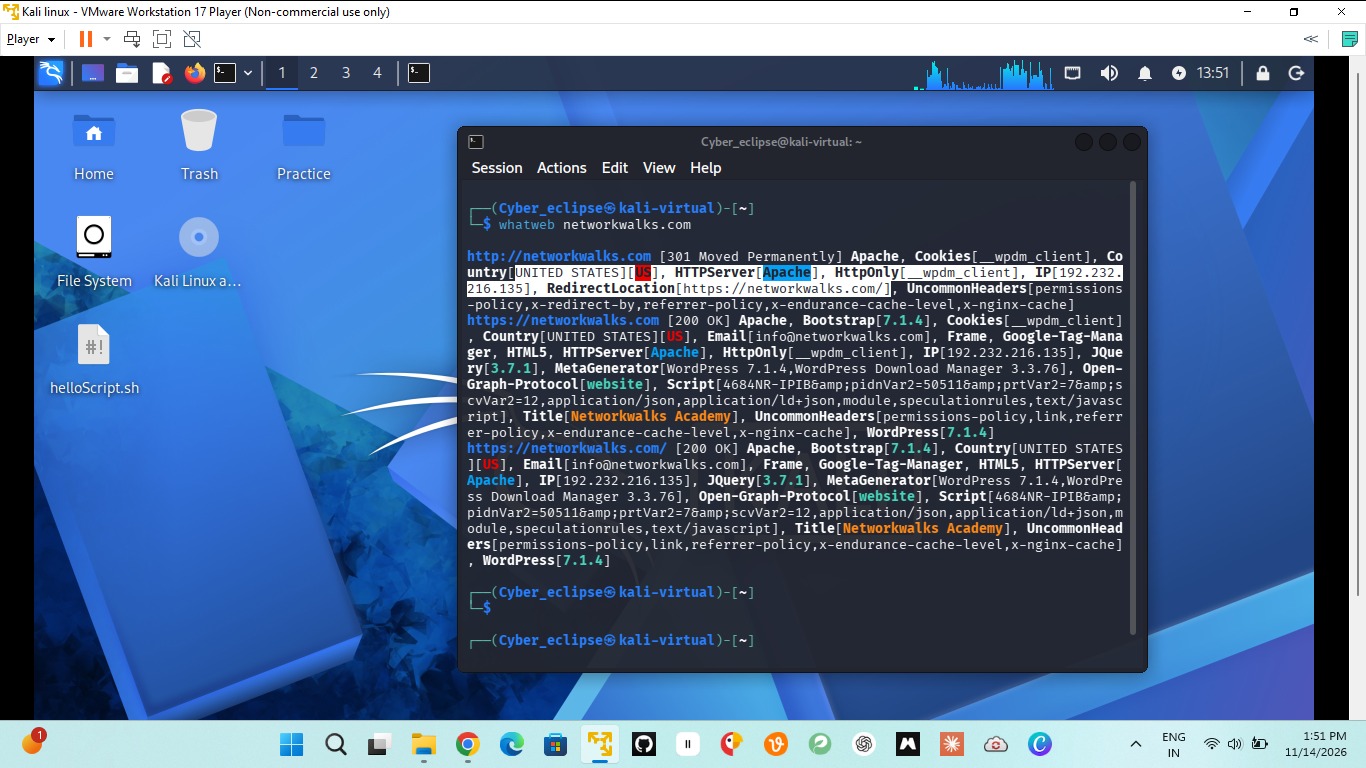 Kali linux - VMware Workstation 17 Player (Non-commercial use only)
Player
1 2 3 4
13:51
Home
Trash
Practice
File System
Kali Linux a...
#!
helloScript.sh
Cyber_eclipse@kali-virtual: ~
Session Actions Edit View Help
┌──(Cyber_eclipse㉿kali-virtual)-[~]
└─$ whatweb networkwalks.com
http://networkwalks.com [301 Moved Permanently] Apache, Cookies[__wpdm_client], Co
untry[UNITED STATES][US], HTTPServer[Apache], HttpOnly[__wpdm_client], IP[192.232.
216.135], RedirectLocation[https://networkwalks.com/], UncommonHeaders[permissions
-policy,x-redirect-by,referrer-policy,x-endurance-cache-level,x-nginx-cache]
https://networkwalks.com [200 OK] Apache, Bootstrap[7.1.4], Cookies[__wpdm_client]
, Country[UNITED STATES][US], Email[info@networkwalks.com], Frame, Google-Tag-Mana
ger, HTML5, HTTPServer[Apache], HttpOnly[__wpdm_client], IP[192.232.216.135], JQue
ry[3.7.1], MetaGenerator[WordPress 7.1.4,WordPress Download Manager 3.3.76], Open-
Graph-Protocol[website], Script[4684NR-IPIB&amp;pidnVar2=50511&amp;prtVar2=7&amp;s
cvVar2=12,application/json,application/ld+json,module,speculationrules,text/javasc
ript], Title[Networkwalks Academy], UncommonHeaders[permissions-policy,link,referr
er-policy,x-endurance-cache-level,x-nginx-cache], WordPress[7.1.4]
https://networkwalks.com/ [200 OK] Apache, Bootstrap[7.1.4], Country[UNITED STATES
][US], Email[info@networkwalks.com], Frame, Google-Tag-Manager, HTML5, HTTPServer[
Apache], IP[192.232.216.135], JQuery[3.7.1], MetaGenerator[WordPress 7.1.4,WordPre
ss Download Manager 3.3.76], Open-Graph-Protocol[website], Script[4684NR-IPIB&amp;
pidnVar2=50511&amp;prtVar2=7&amp;scvVar2=12,application/json,application/ld+json,m
odule,speculationrules,text/javascript], Title[Networkwalks Academy], UncommonHead
ers[permissions-policy,link,referrer-policy,x-endurance-cache-level,x-nginx-cache]
, WordPress[7.1.4]
┌──(Cyber_eclipse㉿kali-virtual)-[~]
└─$
┌──(Cyber_eclipse㉿kali-virtual)-[~]
1
ENG
IN
1:51 PM
11/14/2026